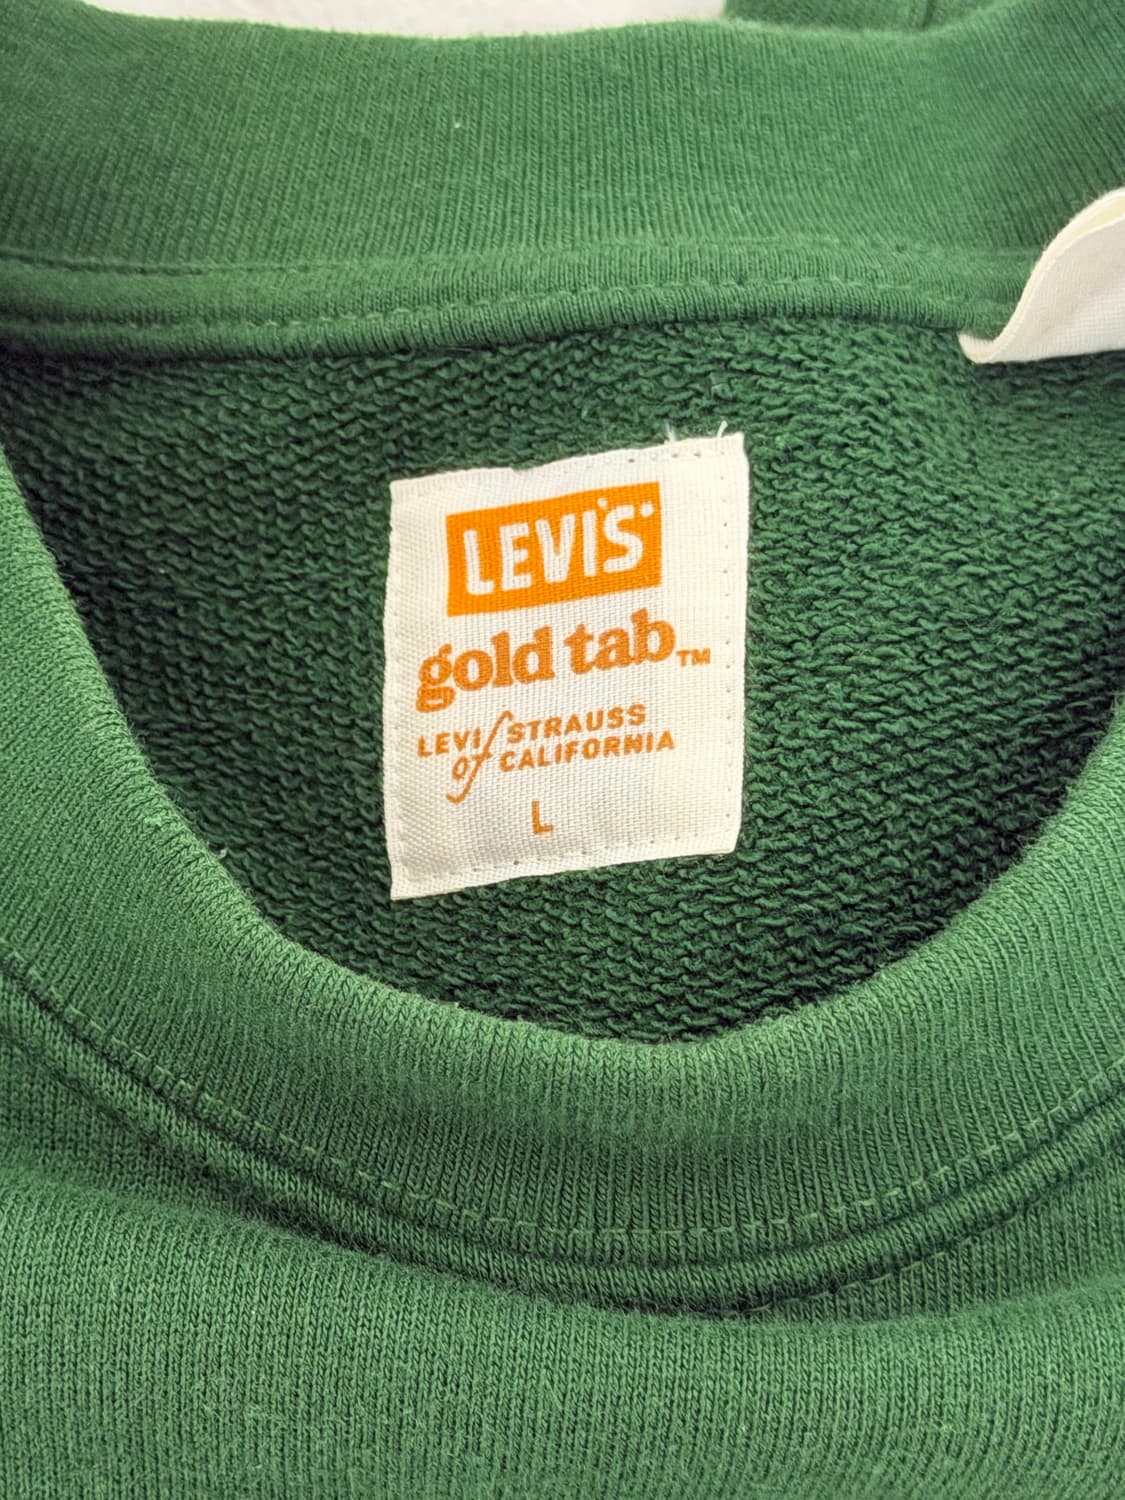 LEVI'S
gold tab™
LEVI STRAUSS
of CALIFORNIA
L